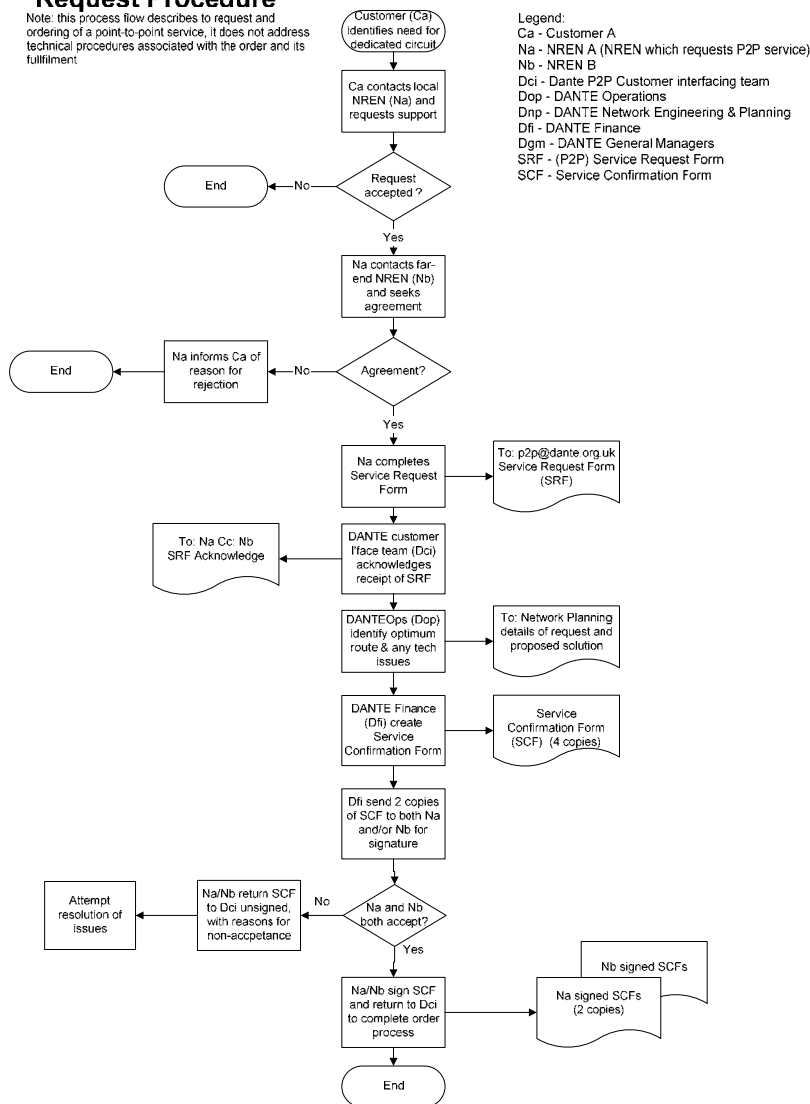 Request Procedure
Note: this process flow describes to request and
ordering of a point-to-point service, it does not address
technical procedures associated with the order and its
fullfilment
Legend:
Ca - Customer A
Na - NREN A (NREN which requests P2P service)
Nb - NREN B
Dci - Dante P2P Customer interfacing team
Dop - DANTE Operations
Dnp - DANTE Network Engineering & Planning
Dfi - DANTE Finance
Dgm - DANTE General Managers
SRF - (P2P) Service Request Form
SCF - Service Confirmation Form
Customer (Ca)
identifies need for
dedicated circuit
Ca contacts local
NREN (Na) and
requests support
Request
accepted ?
No
End
Yes
Na contacts far-
end NREN (Nb)
and seeks
agreement
Agreement?
No
Na informs Ca of
reason for
rejection
End
Yes
Na completes
Service Request
Form
To: p2p@dante.org.uk
Service Request Form
(SRF)
DANTE customer
I'face team (Dci)
acknowledges
receipt of SRF
To: Na Cc: Nb
SRF Acknowledge
DANTEOps (Dop)
identify optimum
route & any tech
issues
To: Network Planning
details of request and
proposed solution
DANTE Finance
(Dfi) create
Service
Confirmation Form
Service
Confirmation Form
(SCF) (4 copies)
Dfi send 2 copies
of SCF to both Na
and/or Nb for
signature
Na and Nb
both accept?
No
Na/Nb return SCF
to Dci unsigned,
with reasons for
non-accpetance
Attempt
resolution of
issues
Yes
Na/Nb sign SCF
and return to Dci
to complete order
process
Nb signed SCFs
Na signed SCFs
(2 copies)
End